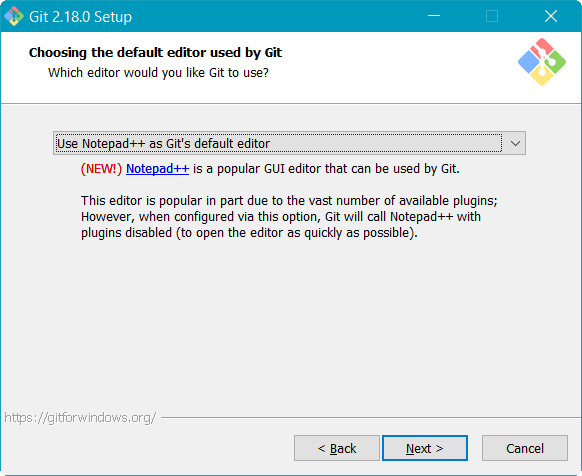 Git 2.18.0 Setup
Choosing the default editor used by Git
Which editor would you like Git to use?
Use Notepad++ as Git's default editor
(NEW!) Notepad++ is a popular GUI editor that can be used by Git.
This editor is popular in part due to the vast number of available plugins;
However, when configured via this option, Git will call Notepad++ with
plugins disabled (to open the editor as quickly as possible).
https://gitforwindows.org/
< Back
Next >
Cancel